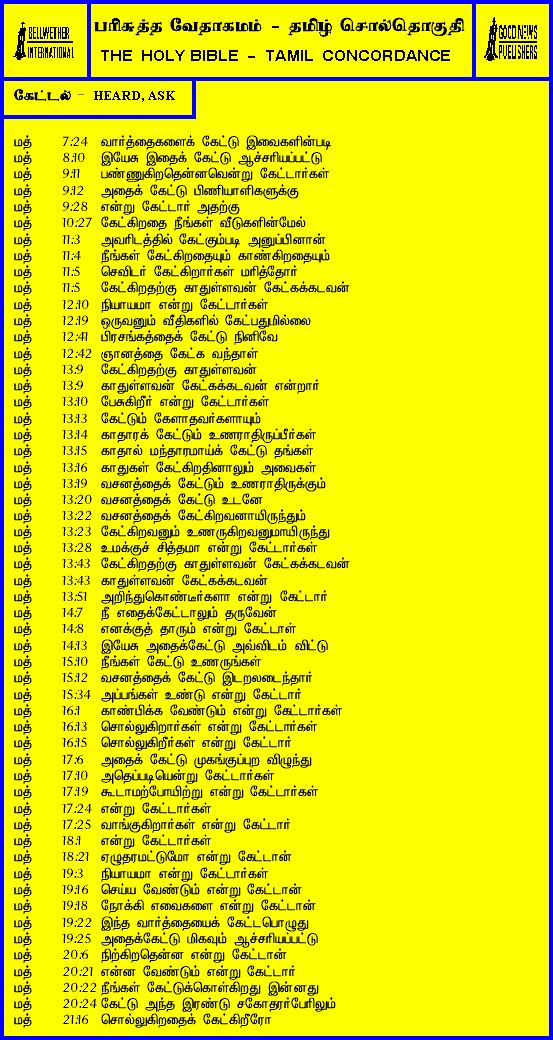 BELLWETHER
INTERNATIONAL
பரிசுத்த வேதாகமம் - தமிழ் சொல்தொகுதி
THE HOLY BIBLE - TAMIL CONCORDANCE
GOOD NEWS
PUBLISHERS
கேட்டல் - HEARD, ASK
மத் 7:24 வார்த்தைகளைக் கேட்டு இவைகளின்படி
மத் 8:10 இயேசு இதைக் கேட்டு ஆச்சரியப்பட்டு
மத் 9:11 பண்ணுகிறதென்னவென்று கேட்டார்கள்
மத் 9:12 அதைக் கேட்டு பிணியாளிகளுக்கு
மத் 9:28 என்று கேட்டார் அதற்கு
மத் 10:27 கேட்கிறதை நீங்கள் வீடுகளின்மேல்
மத் 11:3 அவரிடத்தில் கேட்கும்படி அனுப்பினான்
மத் 11:4 நீங்கள் கேட்கிறதையும் காண்கிறதையும்
மத் 11:5 செவிடர் கேட்கிறார்கள் மரித்தோர்
மத் 11:5 கேட்கிறதற்கு காதுள்ளவன் கேட்கக்கடவன்
மத் 12:10 நியாயமா என்று கேட்டார்கள்
மத் 12:19 ஒருவனும் வீதிகளில் கேட்பதுமில்லை
மத் 12:41 பிரசங்கத்தைக் கேட்டு நினிவே
மத் 12:42 ஞானத்தை கேட்க வந்தாள்
மத் 13:9 கேட்கிறதற்கு காதுள்ளவன்
மத் 13:9 காதுள்ளவன் கேட்கக்கடவன் என்றார்
மத் 13:10 பேசுகிறீர் என்று கேட்டார்கள்
மத் 13:13 கேட்டும் கேளாதவர்களாயும்
மத் 13:14 காதாரக் கேட்டும் உணராதிருப்பீர்கள்
மத் 13:15 காதால் மந்தாரமாய்க் கேட்டு தங்கள்
மத் 13:16 காதுகள் கேட்கிறதினாலும் அவைகள்
மத் 13:19 வசனத்தைக் கேட்டும் உணராதிருக்கும்
மத் 13:20 வசனத்தைக் கேட்டு உடனே
மத் 13:22 வசனத்தைக் கேட்கிறவனாயிருந்தும்
மத் 13:23 கேட்கிறவனும் உணருகிறவனுமாயிருந்து
மத் 13:28 உமக்குச் சித்தமா என்று கேட்டார்கள்
மத் 13:43 கேட்கிறதற்கு காதுள்ளவன் கேட்கக்கடவன்
மத் 13:43 காதுள்ளவன் கேட்கக்கடவன்
மத் 13:51 அறிந்துகொண்டீர்களா என்று கேட்டார்
மத் 14:7 நீ எதைக்கேட்டாலும் தருவேன்
மத் 14:8 எனக்குத் தாரும் என்று கேட்டாள்
மத் 14:13 இயேசு அதைக்கேட்டு அவ்விடம் விட்டு
மத் 15:10 நீங்கள் கேட்டு உணருங்கள்
மத் 15:12 வசனத்தைக் கேட்டு இடறலடைந்தார்
மத் 15:34 அப்பங்கள் உண்டு என்று கேட்டார்
மத் 16:1 காண்பிக்க வேண்டும் என்று கேட்டார்கள்
மத் 16:13 சொல்லுகிறார்கள் என்று கேட்டார்கள்
மத் 16:15 சொல்லுகிறீர்கள் என்று கேட்டார்
மத் 17:6 அதைக் கேட்டு முகங்குப்புற விழுந்து
மத் 17:10 அதெப்படியென்று கேட்டார்கள்
மத் 17:19 கூடாமற்போயிற்று என்று கேட்டார்கள்
மத் 17:24 என்று கேட்டார்கள்
மத் 17:25 வாங்குகிறார்கள் என்று கேட்டார்
மத் 18:1 என்று கேட்டார்கள்
மத் 18:21 ஏழுதரமட்டுமோ என்று கேட்டான்
மத் 19:3 நியாயமா என்று கேட்டார்கள்
மத் 19:16 செய்ய வேண்டும் என்று கேட்டான்
மத் 19:18 நோக்கி எவைகளை என்று கேட்டான்
மத் 19:22 இந்த வார்த்தையைக் கேட்டபொழுது
மத் 19:25 அதைக்கேட்டு மிகவும் ஆச்சரியப்பட்டு
மத் 20:6 நிற்கிறதென்ன என்று கேட்டான்
மத் 20:21 என்ன வேண்டும் என்று கேட்டார்
மத் 20:22 நீங்கள் கேட்டுக்கொள்கிறது இன்னது
மத் 20:24 கேட்டு அந்த இரண்டு சகோதரர்பேரிலும்
மத் 21:16 சொல்லுகிறதைக் கேட்கிறீரோ